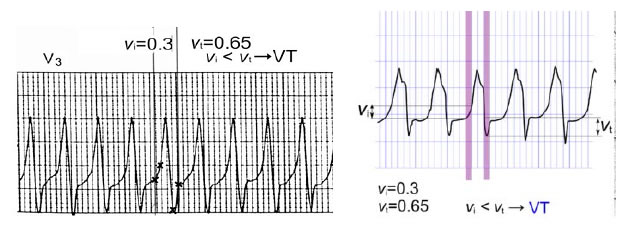 V₃
vᵢ=0.3 vₜ=0.65
vᵢ < vₜ → VT
vᵢ
vₜ
vᵢ=0.3
vₜ=0.65 vᵢ < vₜ → VT